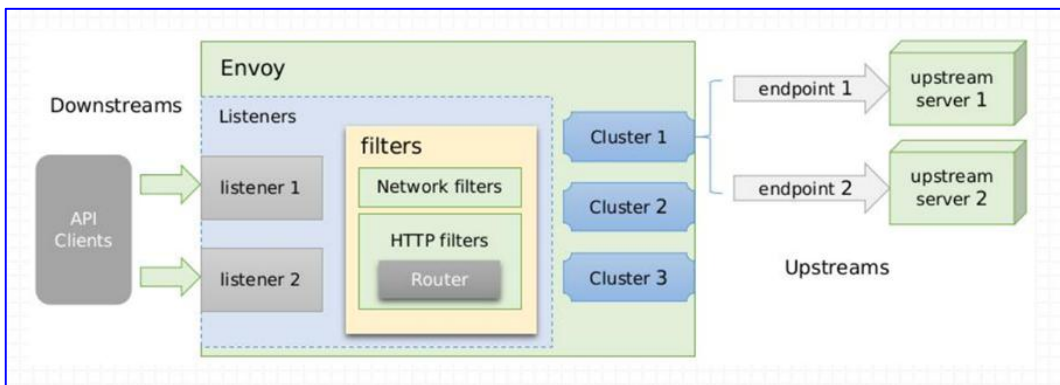 Envoy
Downstreams
Listeners
API
Clients
listener 1
listener 2
filters
Network filters
HTTP filters
Router
Cluster 1
Cluster 2
Cluster 3
endpoint 1
endpoint 2
upstream
server 1
upstream
server 2
Upstreams